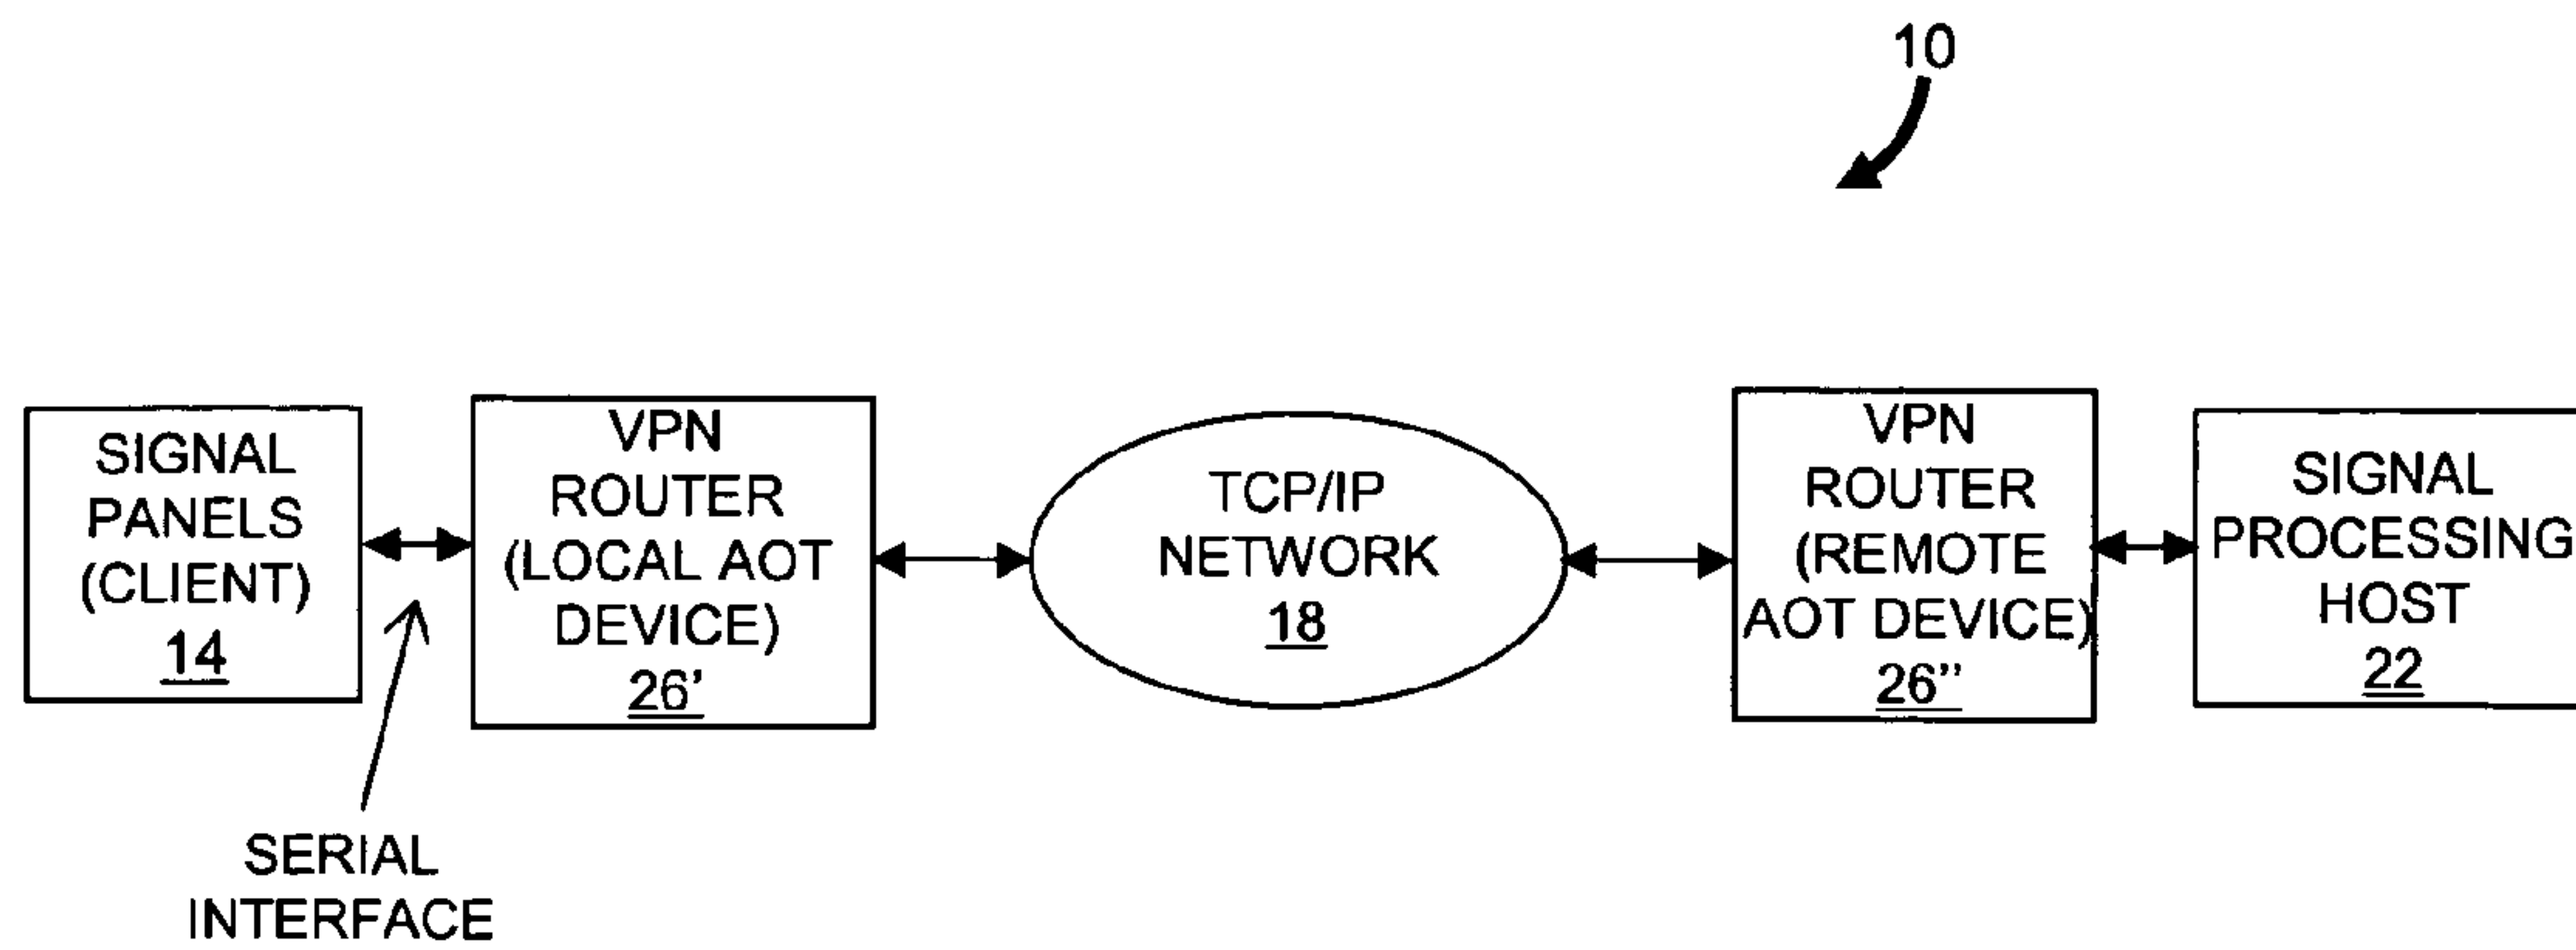 10
SIGNAL
PANELS
(CLIENT)
14
VPN
ROUTER
(LOCAL AOT
DEVICE)
26'
TCP/IP
NETWORK
18
VPN
ROUTER
(REMOTE
AOT DEVICE)
26''
SIGNAL
PROCESSING
HOST
22
SERIAL
INTERFACE